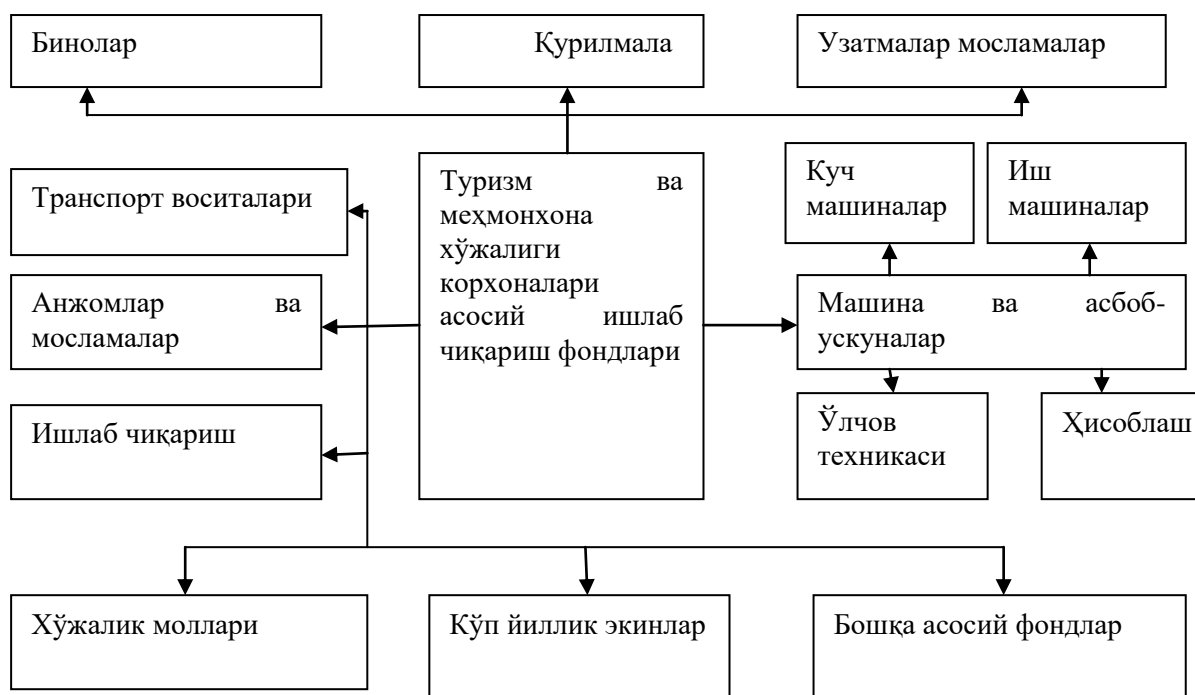 Бинолар
Қурилмала
Узатмалар мосламалар
Транспорт воситалари
Туризм ва
меҳмонхона
хўжалиги
корхоналари
асосий ишлаб
чиқариш фондлари
Куч
машиналар
Иш
машиналар
Анжомлар ва
мосламалар
Машина ва асбоб-
ускуналар
Ишлаб чиқариш
Ўлчов
техникаси
Ҳисоблаш
Хўжалик моллари
Кўп йиллик экинлар
Бошқа асосий фондлар